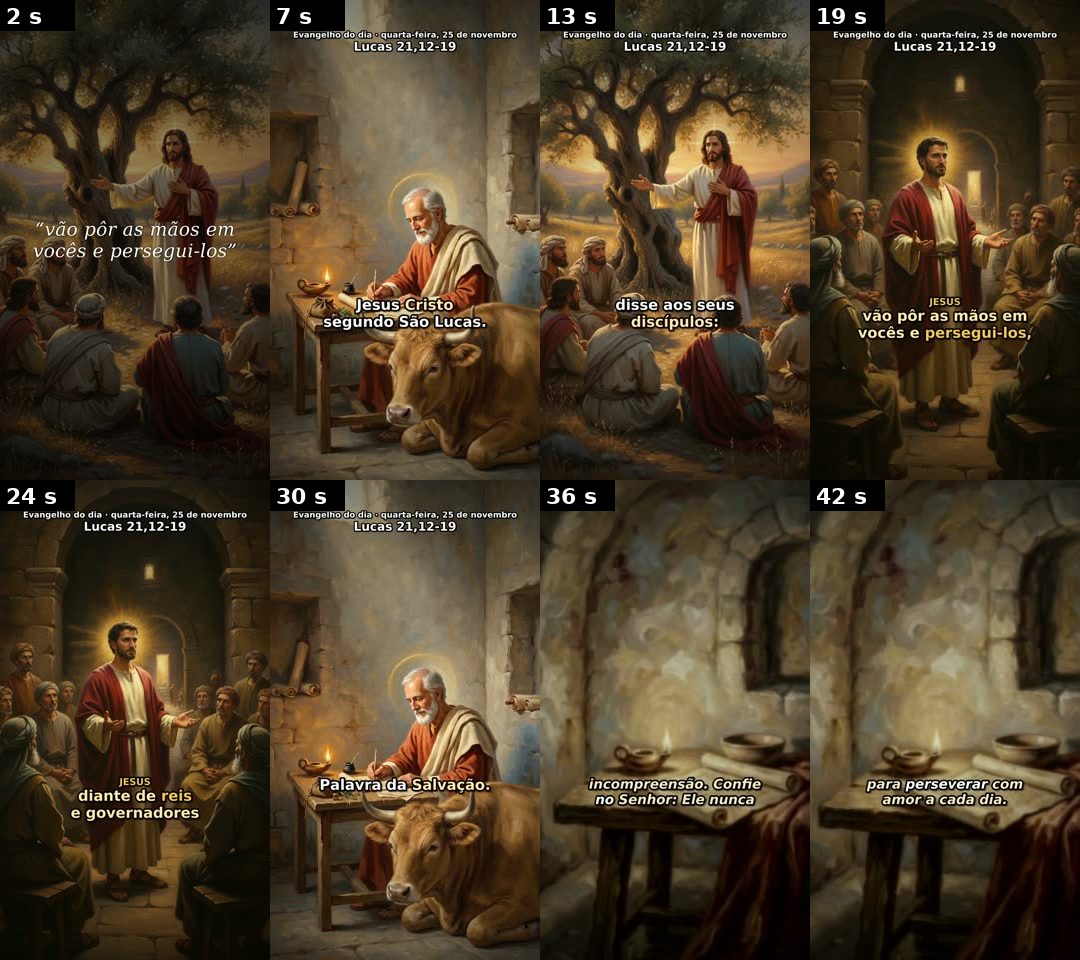 2 s
“vão pôr as mãos em
vocês e persegui-los”
7 s
Evangelho do dia · quarta-feira, 25 de novembro
Lucas 21,12-19
Jesus Cristo
segundo São Lucas.
13 s
Evangelho do dia · quarta-feira, 25 de novembro
Lucas 21,12-19
disse aos seus
discípulos:
19 s
Evangelho do dia · quarta-feira, 25 de novembro
Lucas 21,12-19
JESUS
vão pôr as mãos em
vocês e persegui-los,
24 s
Evangelho do dia · quarta-feira, 25 de novembro
Lucas 21,12-19
JESUS
diante de reis
e governadores
30 s
Evangelho do dia · quarta-feira, 25 de novembro
Lucas 21,12-19
Palavra da Salvação.
36 s
incompreensão. Confie
no Senhor: Ele nunca
42 s
para perseverar com
amor a cada dia.